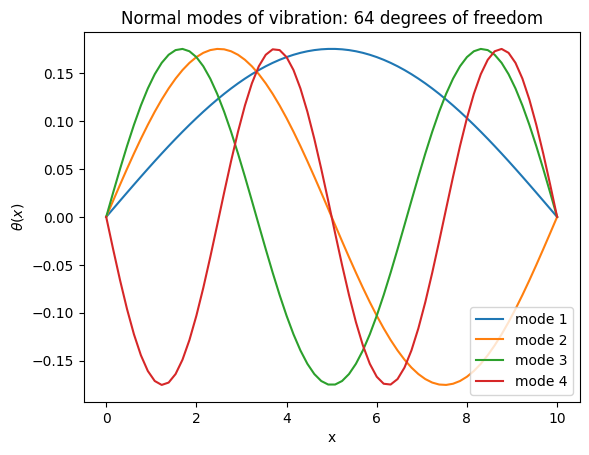 Normal modes of vibration: 64 degrees of freedom
θ(x)
0.15
0.10
0.05
0.00
−0.05
−0.10
−0.15
mode 1
mode 2
mode 3
mode 4
0 2 4 6 8 10
x